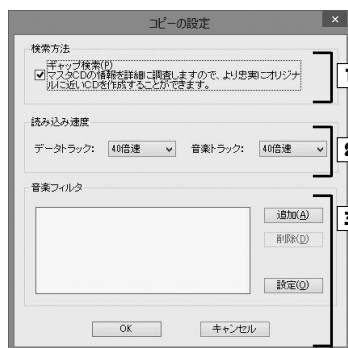 コピーの設定
検索方法
ギャップ検索(P)
マスタCDの情報を詳細に調査しますので、より忠実にオリジナ
ルに近いCDを作成することができます。
読み込み速度
データトラック: 40倍速 音楽トラック: 40倍速
音楽フィルタ
追加(A)
削除(D)
設定(O)
OK キャンセル